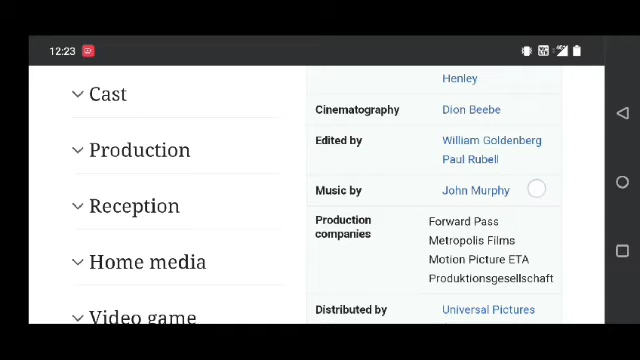 12:23
Cast
Production
Reception
Home media
Video game
Henley
Cinematography Dion Beebe
Edited by William Goldenberg
Paul Rubell
Music by John Murphy
Production companies Forward Pass
Metropolis Films
Motion Picture ETA
Produktionsgesellschaft
Distributed by Universal Pictures